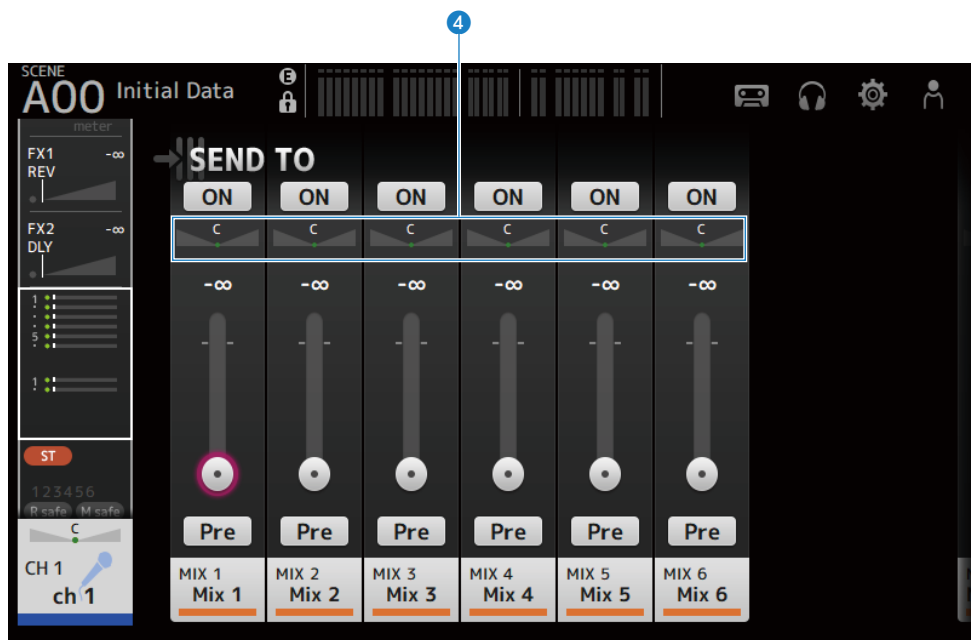 4
SCENE
A00 Initial Data
E
meter
FX1 -∞
REV
FX2 -∞
DLY
1
5
1
ST
123456
R safe M safe
C
CH 1
ch 1
SEND TO
ON ON ON ON ON ON
C C C C C C
-∞ -∞ -∞ -∞ -∞ -∞
Pre Pre Pre Pre Pre Pre
MIX 1 MIX 2 MIX 3 MIX 4 MIX 5 MIX 6
Mix 1 Mix 2 Mix 3 Mix 4 Mix 5 Mix 6